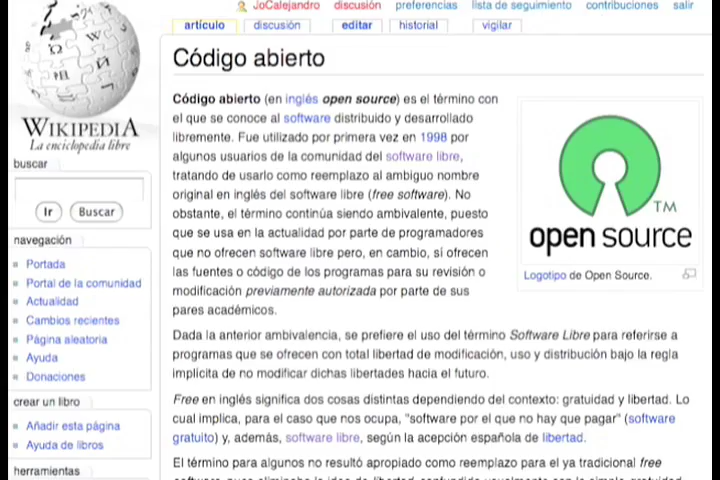 JoCalejandro discusión preferencias lista de seguimiento contribuciones salir
artículo discusión editar historial vigilar
WIKIPEDIA
La enciclopedia libre
buscar
Ir Buscar
navegación
Portada
Portal de la comunidad
Actualidad
Cambios recientes
Página aleatoria
Ayuda
Donaciones
crear un libro
Añadir esta página
Ayuda de libros
herramientas
Código abierto
Código abierto (en inglés open source) es el término con
el que se conoce al software distribuido y desarrollado
libremente. Fue utilizado por primera vez en 1998 por
algunos usuarios de la comunidad del software libre,
tratando de usarlo como reemplazo al ambiguo nombre
original en inglés del software libre (free software). No
obstante, el término continúa siendo ambivalente, puesto
que se usa en la actualidad por parte de programadores
que no ofrecen software libre pero, en cambio, sí ofrecen
las fuentes o código de los programas para su revisión o
modificación previamente autorizada por parte de sus
pares académicos.
TM
open source
Logotipo de Open Source.
Dada la anterior ambivalencia, se prefiere el uso del término Software Libre para referirse a
programas que se ofrecen con total libertad de modificación, uso y distribución bajo la regla
implícita de no modificar dichas libertades hacia el futuro.
Free en inglés significa dos cosas distintas dependiendo del contexto: gratuidad y libertad. Lo
cual implica, para el caso que nos ocupa, "software por el que no hay que pagar" (software
gratuito) y, además, software libre, según la acepción española de libertad.
El término para algunos no resultó apropiado como reemplazo para el ya tradicional free